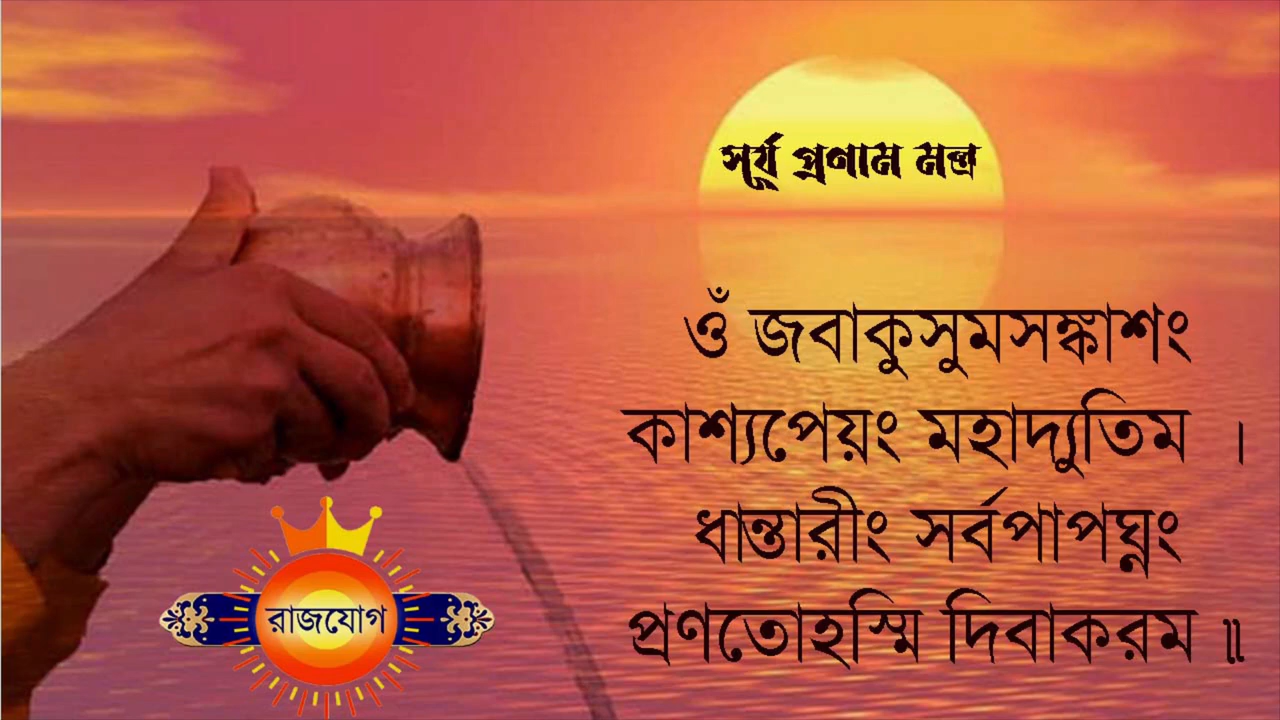 সূর্য প্রণাম মন্ত্র
ওঁ জবাকুসুমসঙ্কাশং
কাশ্যপেয়ং মহাদ্যুতিম ।
ধান্তারীং সর্বপাপঘ্নং
প্রণতোহস্মি দিবাকরম ॥
রাজযোগ